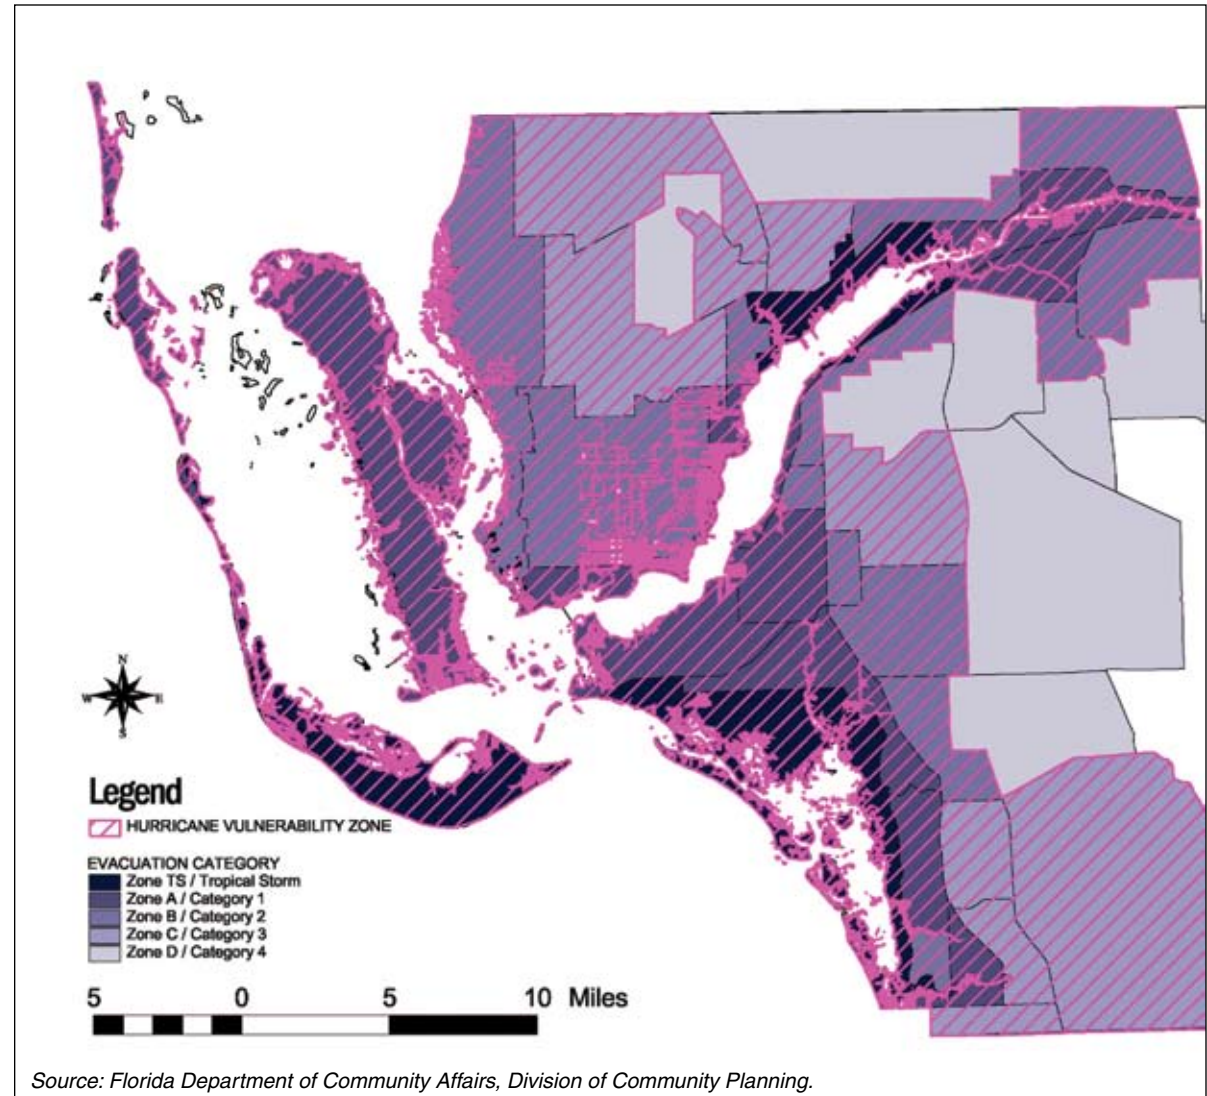 N
W E
S
Legend
HURRICANE VULNERABILITY ZONE
EVACUATION CATEGORY
Zone TS / Tropical Storm
Zone A / Category 1
Zone B / Category 2
Zone C / Category 3
Zone D / Category 4
5 0 5 10 Miles
Source: Florida Department of Community Affairs, Division of Community Planning.